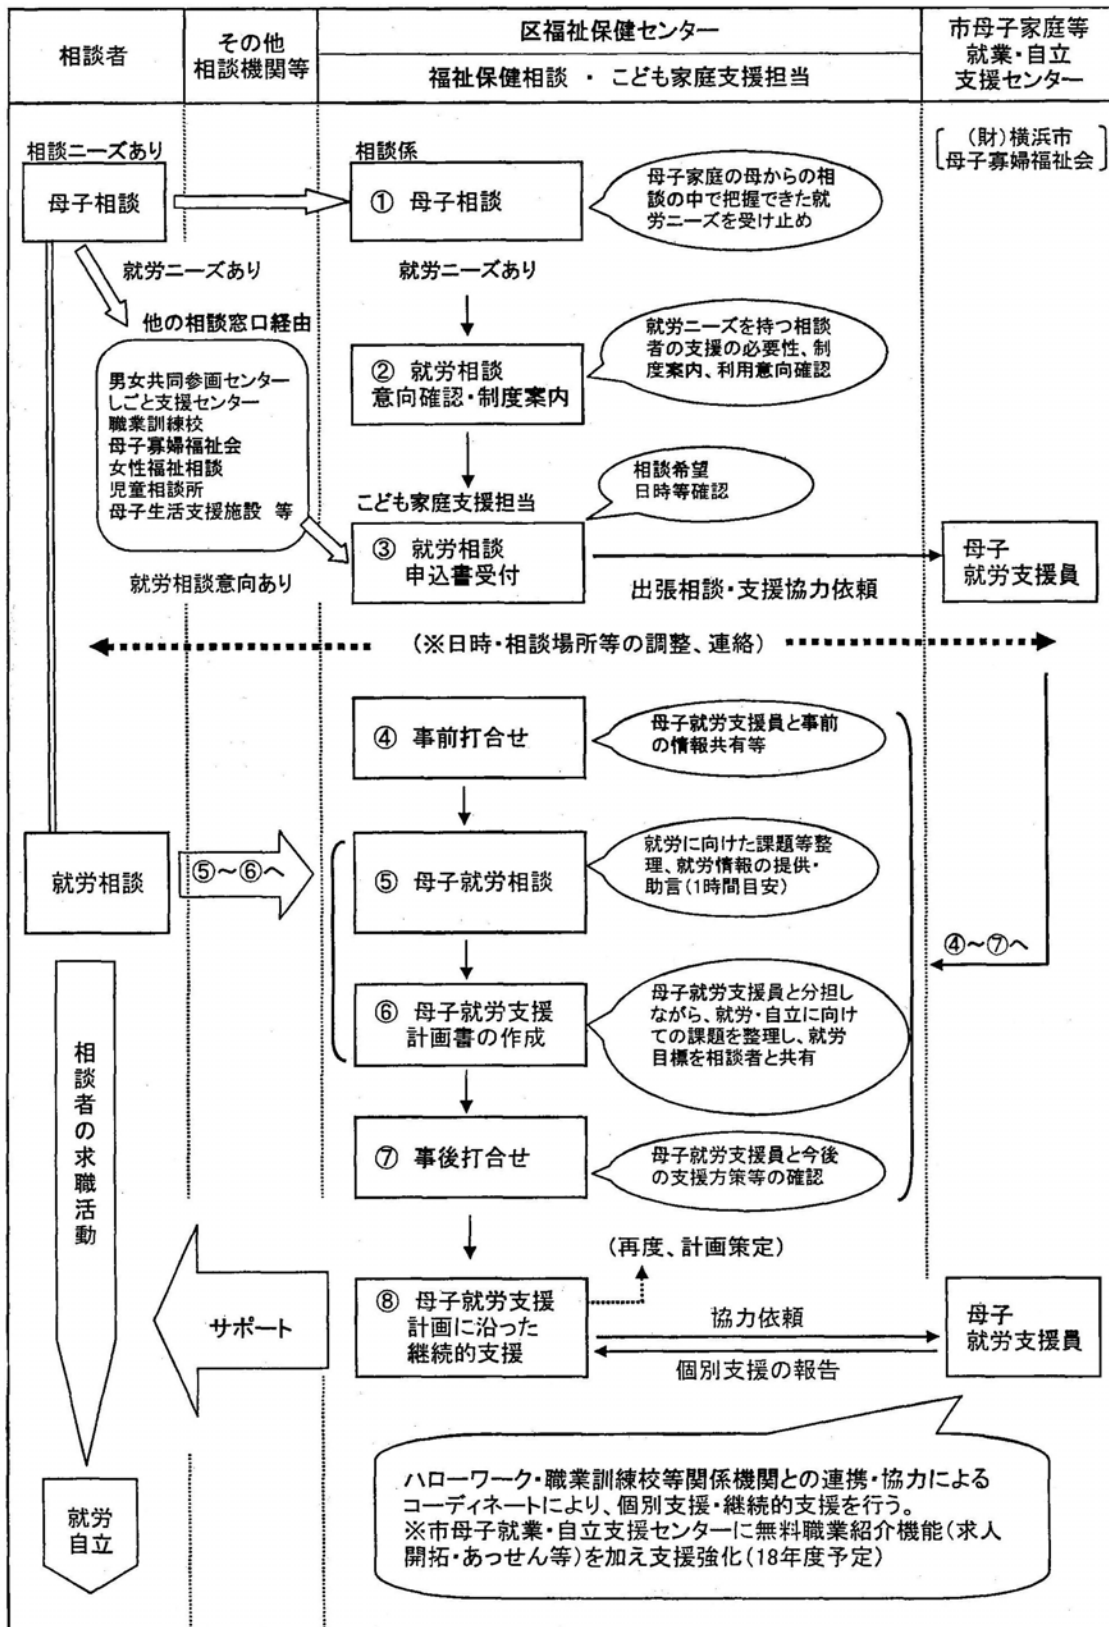 相談者
その他
相談機関等
区福祉保健センター
福祉保健相談 ・ こども家庭支援担当
市母子家庭等
就業・自立
支援センター
(財)横浜市
母子寡婦福祉会
相談ニーズあり
母子相談
相談係
① 母子相談
母子家庭の母からの相
談の中で把握できた就
労ニーズを受け止め
就労ニーズあり
就労ニーズあり
他の相談窓口経由
男女共同参画センター
しごと支援センター
職業訓練校
母子寡婦福祉会
女性福祉相談
児童相談所
母子生活支援施設 等
② 就労相談
意向確認・制度案内
就労ニーズを持つ相談
者の支援の必要性、制
度案内、利用意向確認
相談希望
日時等確認
こども家庭支援担当
③ 就労相談
申込書受付
就労相談意向あり
出張相談・支援協力依頼
母子
就労支援員
(※日時・相談場所等の調整、連絡)
④ 事前打合せ
母子就労支援員と事前
の情報共有等
就労相談
⑤～⑥へ
⑤ 母子就労相談
就労に向けた課題等整
理、就労情報の提供・
助言(1時間目安)
④～⑦へ
⑥ 母子就労支援
計画書の作成
母子就労支援員と分担し
ながら、就労・自立に向け
ての課題を整理し、就労
目標を相談者と共有
相談者の求職活動
⑦ 事後打合せ
母子就労支援員と今後
の支援方策等の確認
(再度、計画策定)
サポート
⑧ 母子就労支援
計画に沿った
継続的支援
協力依頼
個別支援の報告
母子
就労支援員
ハローワーク・職業訓練校等関係機関との連携・協力による
コーディネートにより、個別支援・継続的支援を行う。
※市母子就業・自立支援センターに無料職業紹介機能(求人
開拓・あっせん等)を加え支援強化(18年度予定)
就労
自立